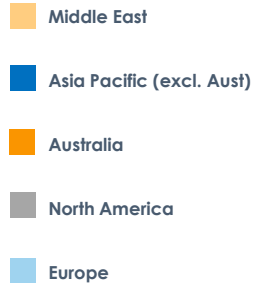 Middle East
Asia Pacific (excl. Aust)
Australia
North America
Europe